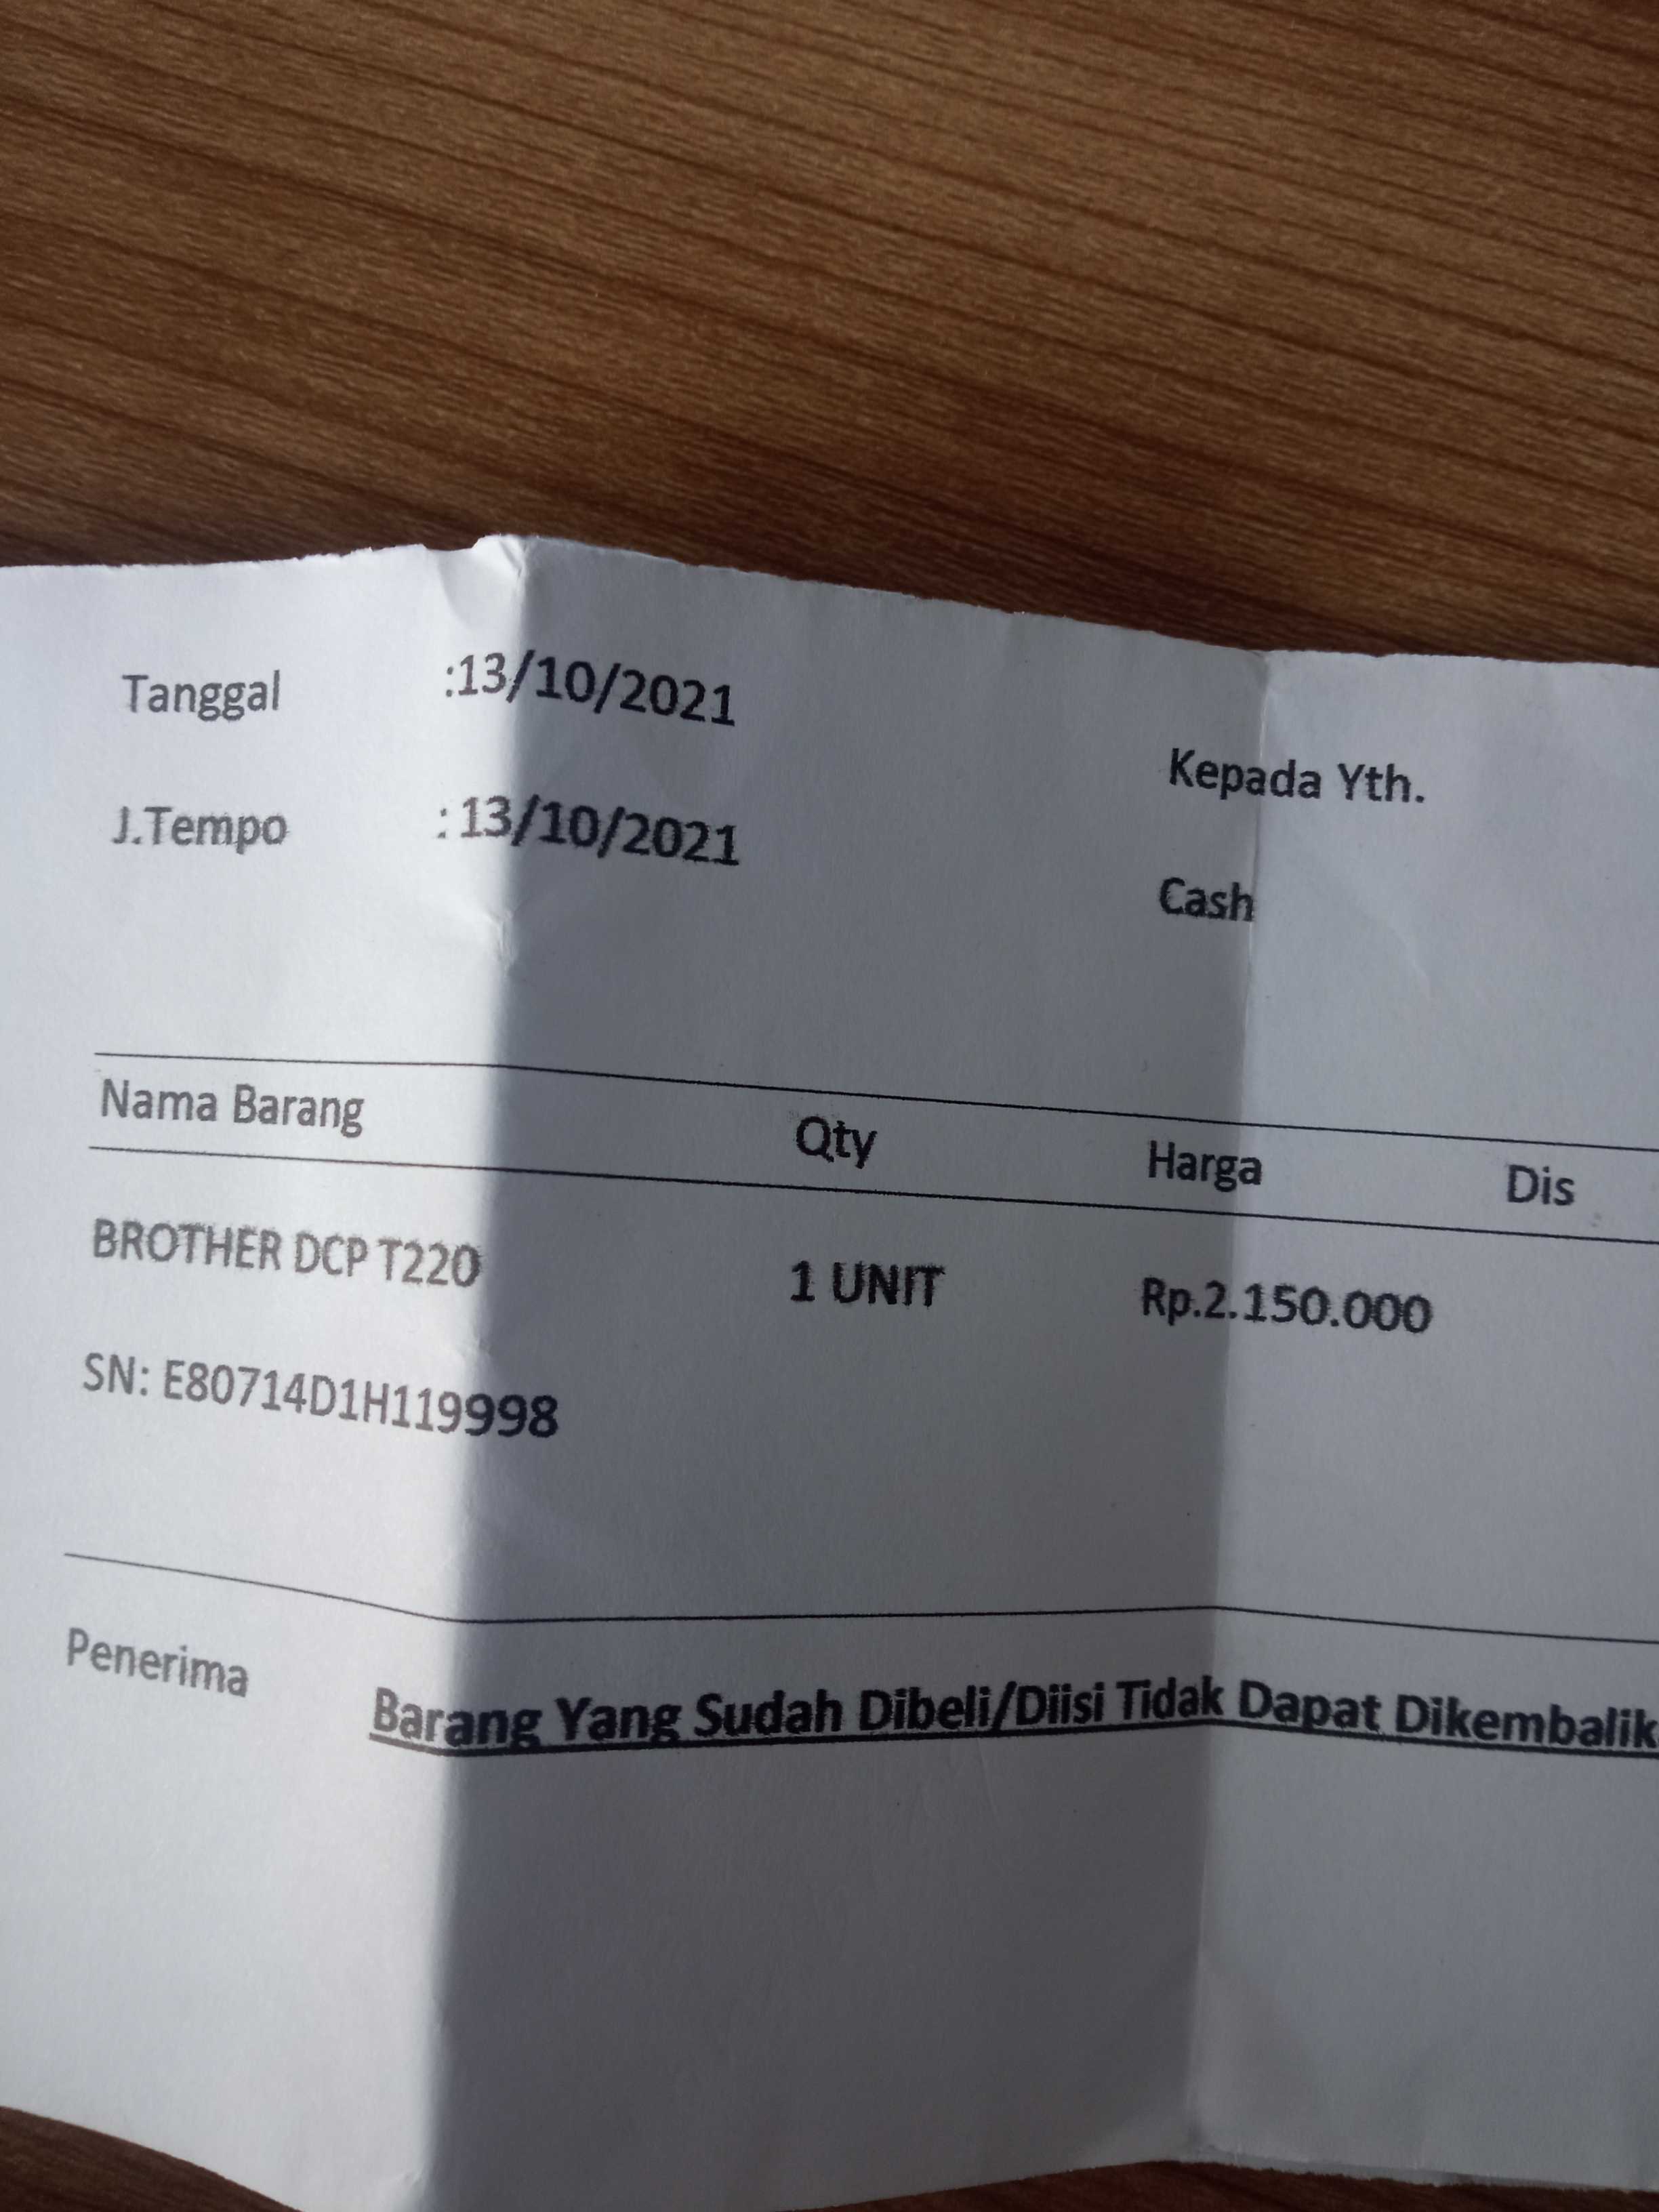 Tanggal :13/10/2021
Kepada Yth.
J.Tempo : 13/10/2021
Cash
Nama Barang Qty Harga Dis
BROTHER DCP T220 1 UNIT Rp.2.150.000
SN: E80714D1H119998
Penerima
Barang Yang Sudah Dibeli/Diisi Tidak Dapat Dikembalik